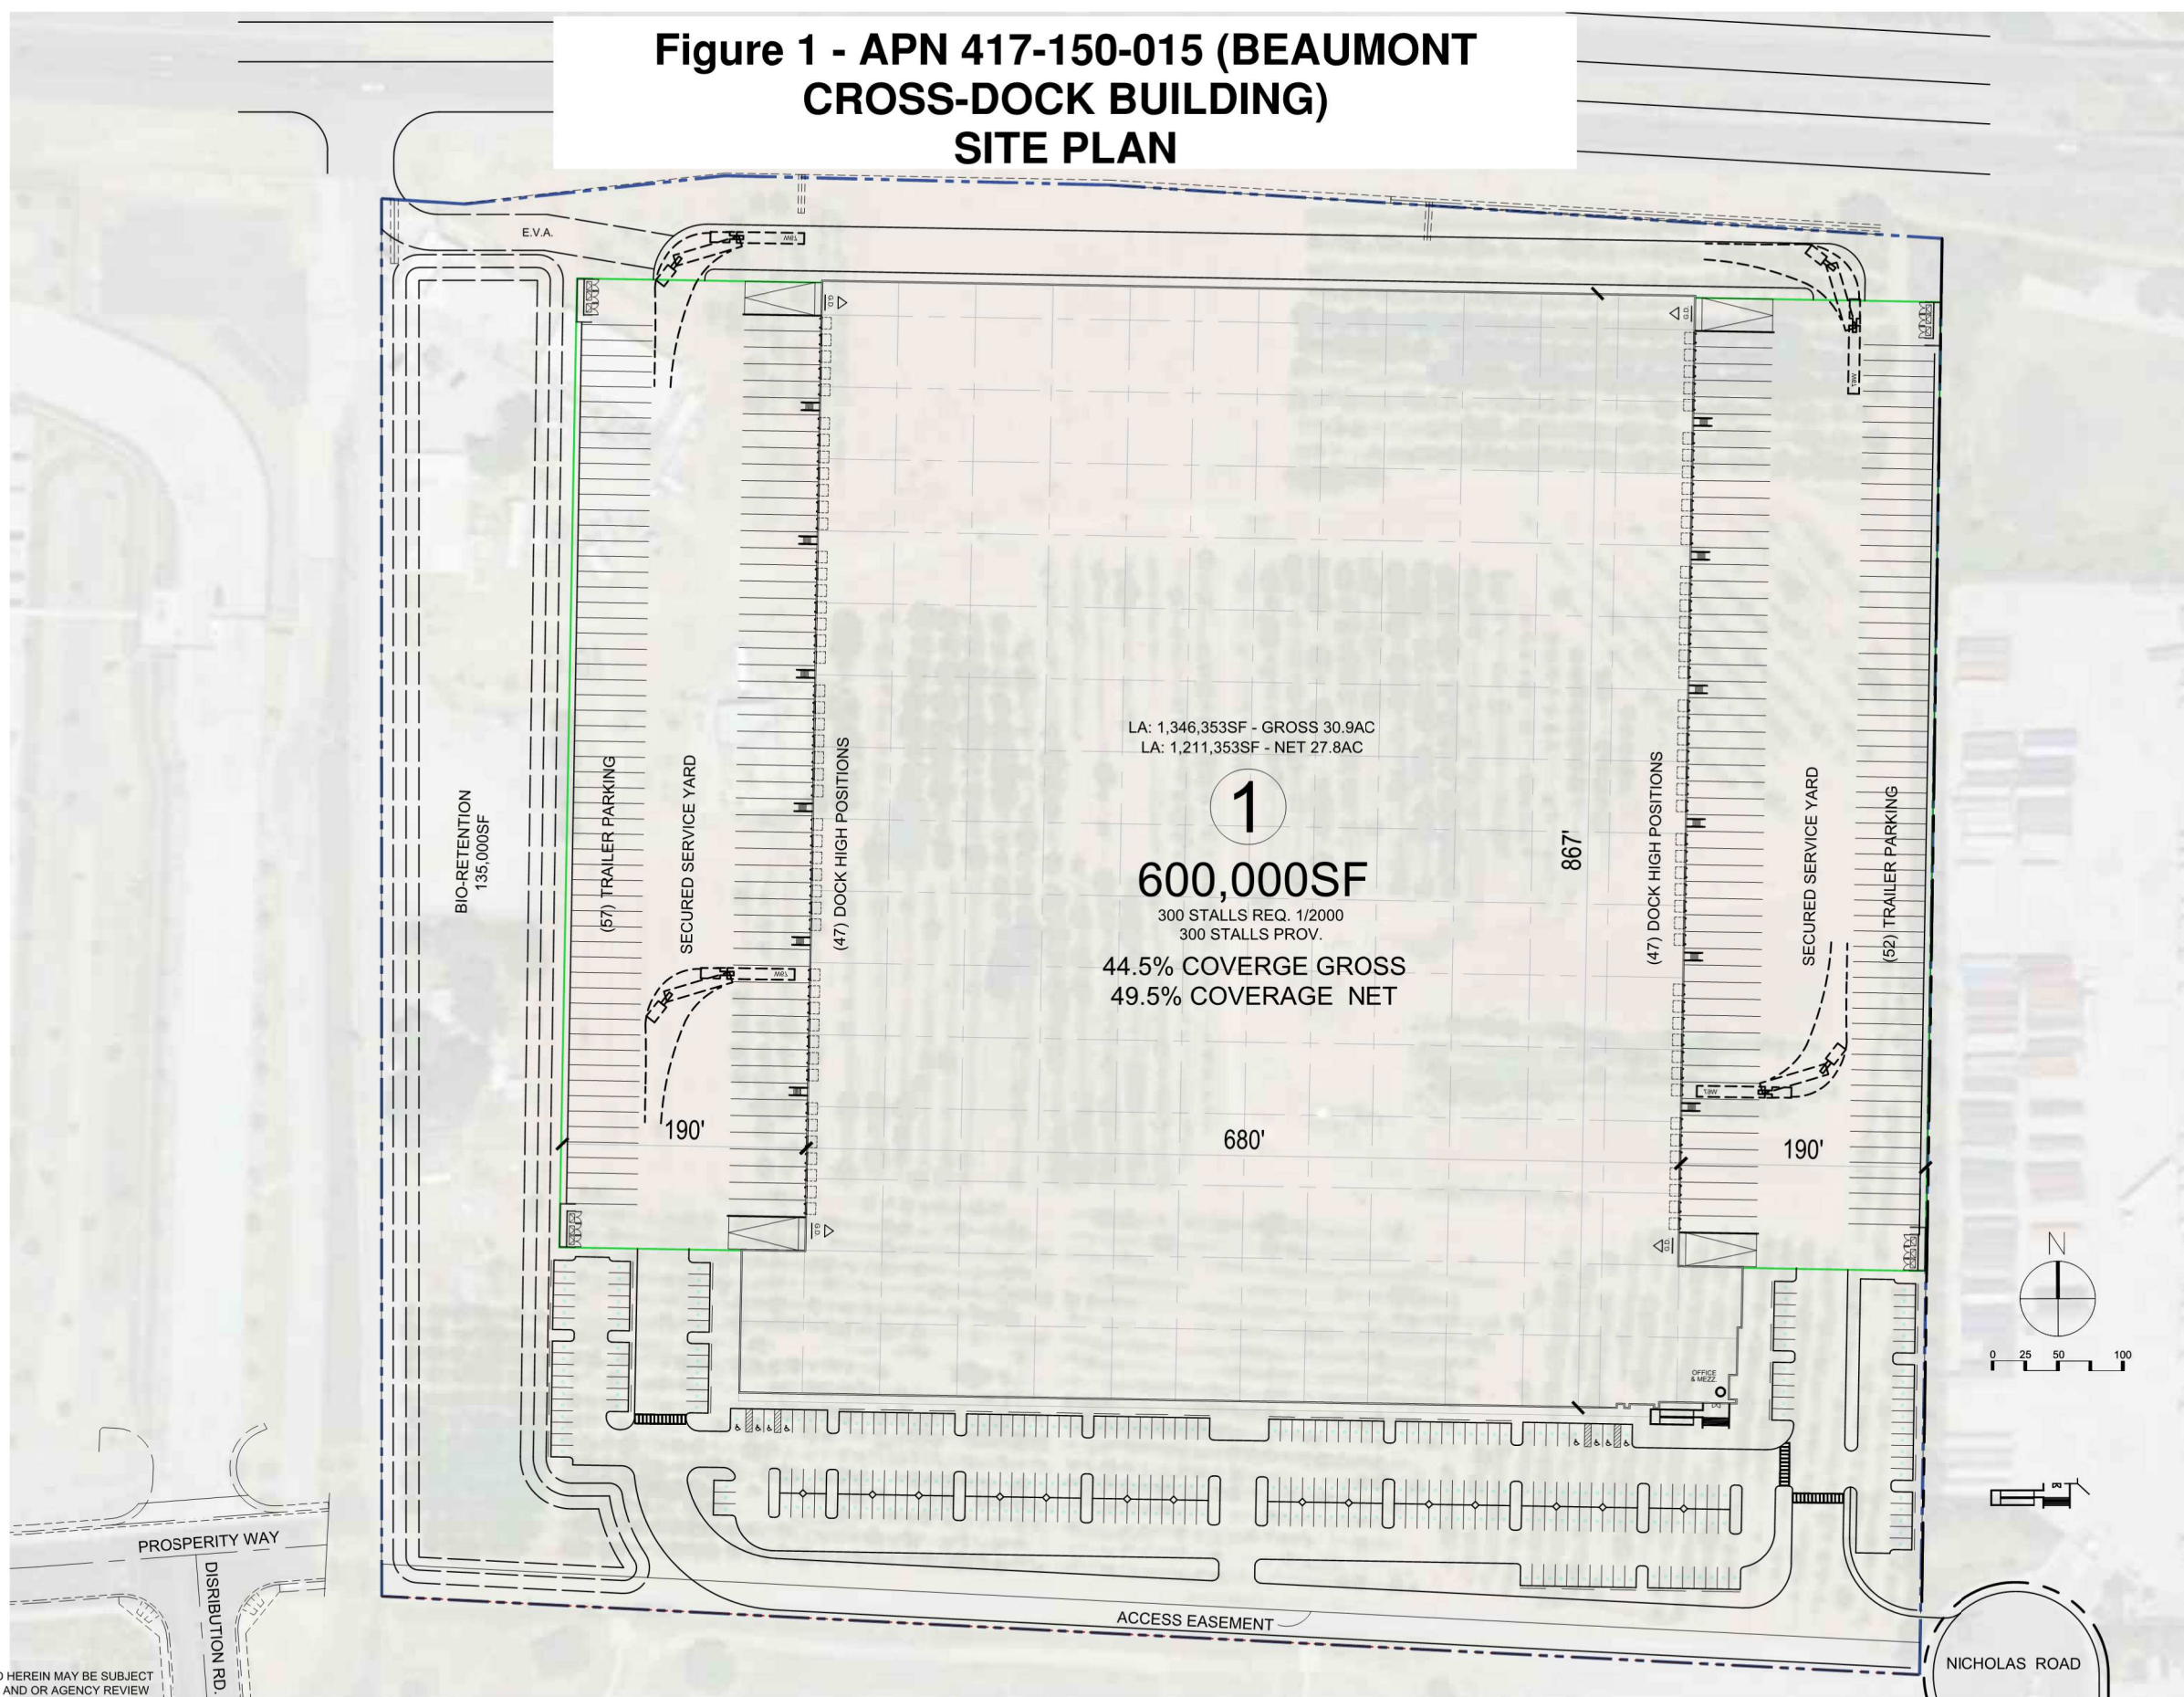 Figure 1 - APN 417-150-015 (BEAUMONT
CROSS-DOCK BUILDING)
SITE PLAN
E.V.A.
G.D.
G.D.
LA: 1,346,353SF - GROSS 30.9AC
LA: 1,211,353SF - NET 27.8AC
1
600,000SF
300 STALLS REQ. 1/2000
300 STALLS PROV.
44.5% COVERGE GROSS
49.5% COVERAGE NET
BIO-RETENTION
135,000SF
(57) TRAILER PARKING
SECURED SERVICE YARD
(47) DOCK HIGH POSITIONS
867'
(47) DOCK HIGH POSITIONS
SECURED SERVICE YARD
(52) TRAILER PARKING
190'
680'
190'
G.D.
G.D.
N
0 25 50 100
OFFICE
& MEZZ.
PROSPERITY WAY
DISRIBUTION RD.
ACCESS EASEMENT
NICHOLAS ROAD
HEREIN MAY BE SUBJECT
AND OR AGENCY REVIEW